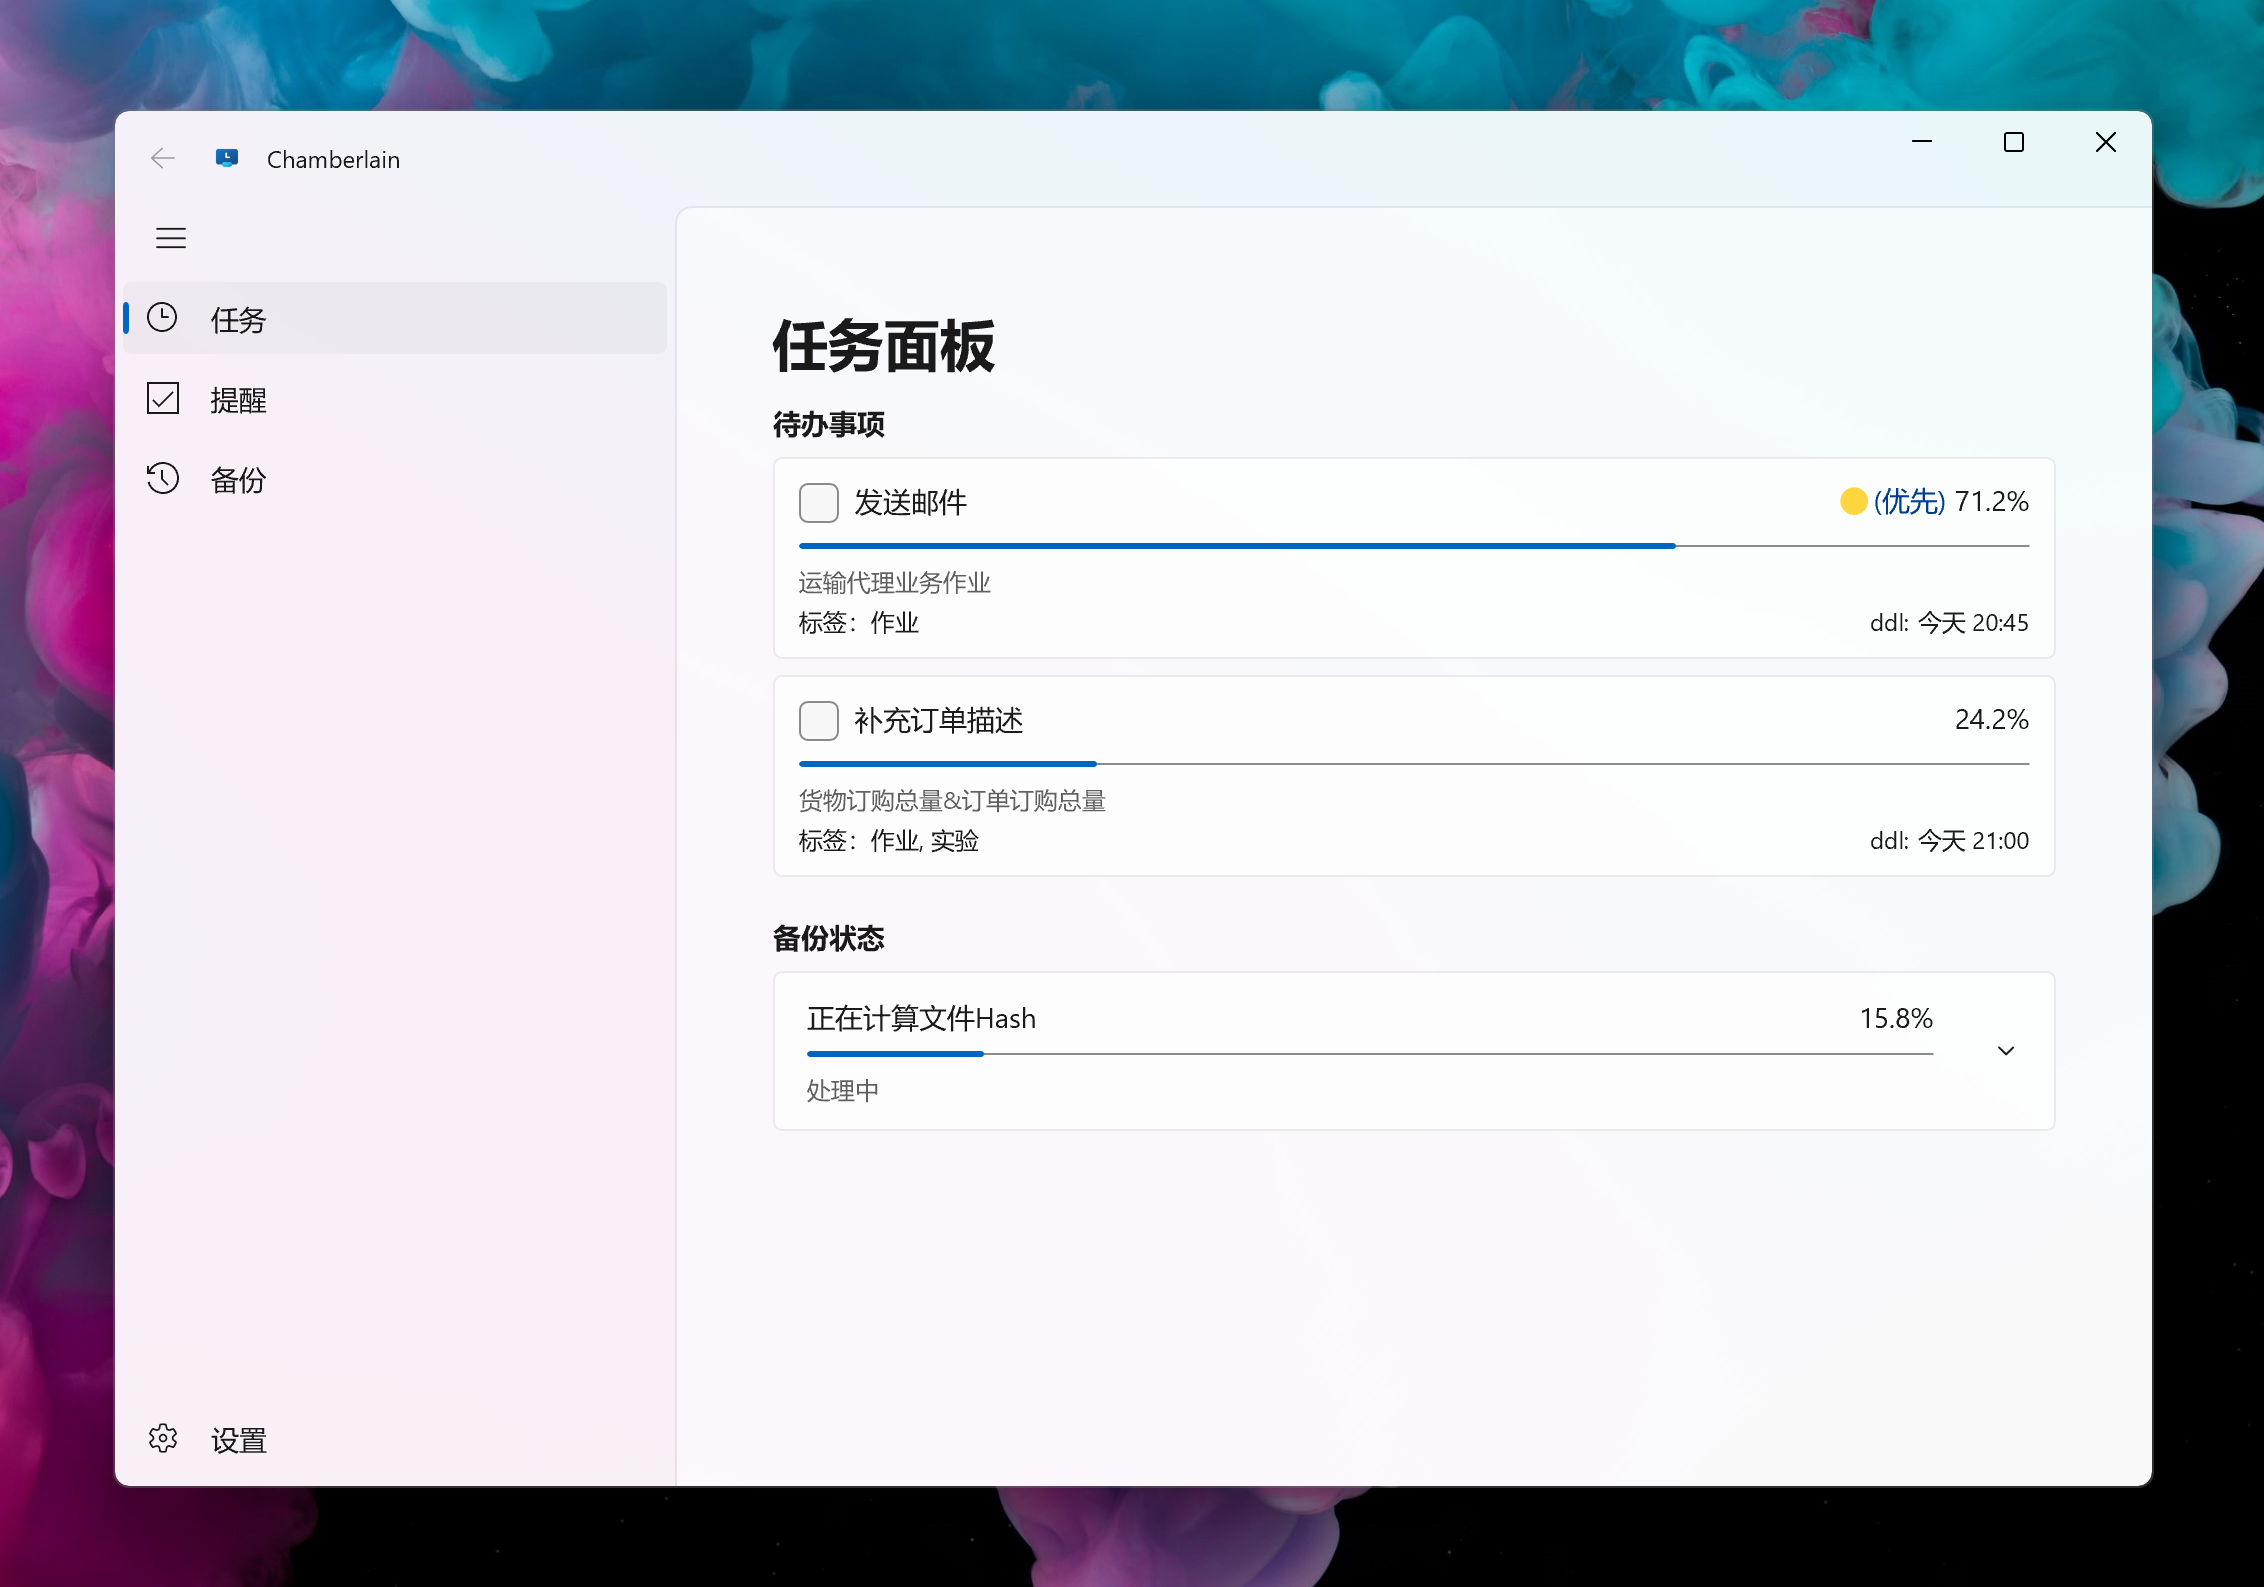 Chamberlain
任务
提醒
备份
设置
任务面板
待办事项
发送邮件 (优先) 71.2%
运输代理业务作业
标签：作业 ddl: 今天 20:45
补充订单描述 24.2%
货物订购总量&订单订购总量
标签：作业, 实验 ddl: 今天 21:00
备份状态
正在计算文件Hash 15.8%
处理中